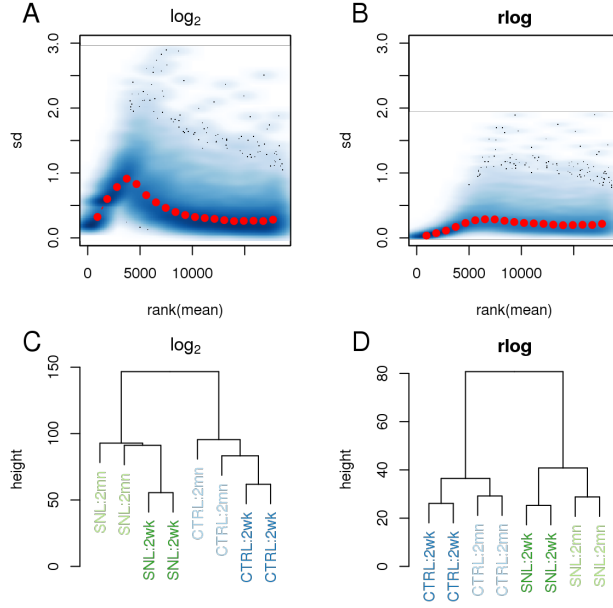 A
log2
B
rlog
sd
3.0
2.0
1.0
0.0
0
5000
10000
rank(mean)
sd
3.0
2.0
1.0
0.0
0
5000
10000
rank(mean)
C
log2
D
rlog
height
150
100
50
0
SNL:2mn
SNL:2mn
SNL:2wk
SNL:2wk
CTRL:2mn
CTRL:2mn
CTRL:2wk
CTRL:2wk
height
80
60
40
20
0
CTRL:2wk
CTRL:2wk
CTRL:2mn
CTRL:2mn
SNL:2wk
SNL:2wk
SNL:2mn
SNL:2mn